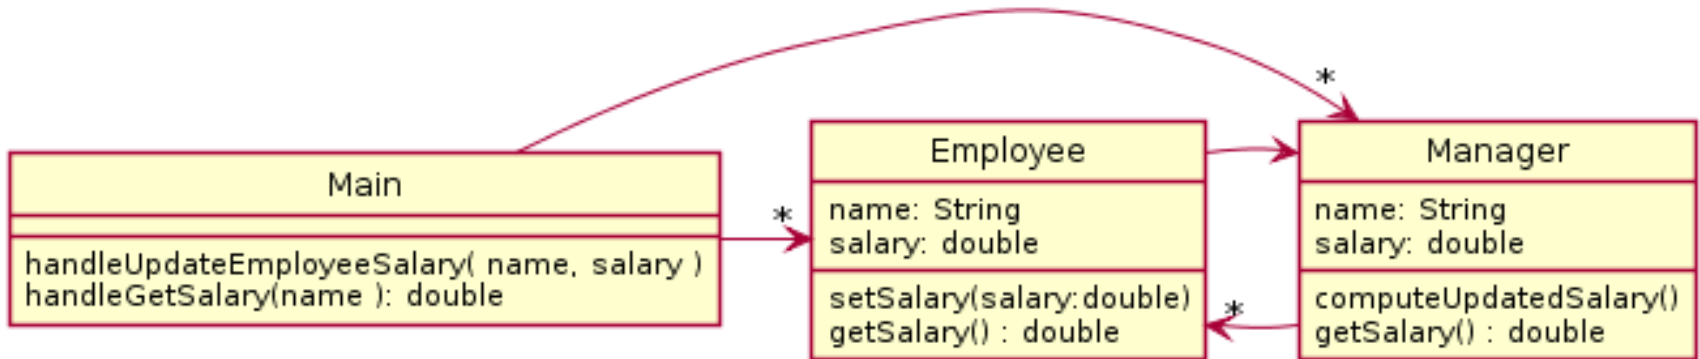 *
Main
handleUpdateEmployeeSalary( name, salary )
handleGetSalary(name ): double
*
Employee
name: String
salary: double
setSalary(salary:double)
getSalary() : double
*
Manager
name: String
salary: double
computeUpdatedSalary()
getSalary() : double